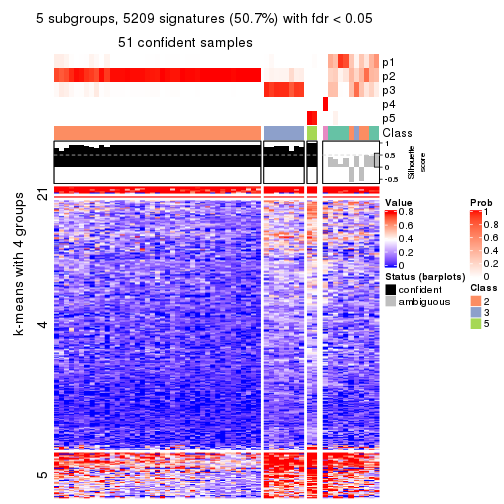 5 subgroups, 5209 signatures (50.7%) with fdr < 0.05
51 confident samples
p1
p2
p3
p4
p5
Class
1
0.5
0
-0.5
Silhouette
score
k-means with 4 groups
21
4
5
Value
0.8
0.6
0.4
0.2
0
Status (barplots)
confident
ambiguous
Prob
1
0.8
0.6
0.4
0.2
0
Class
2
3
5